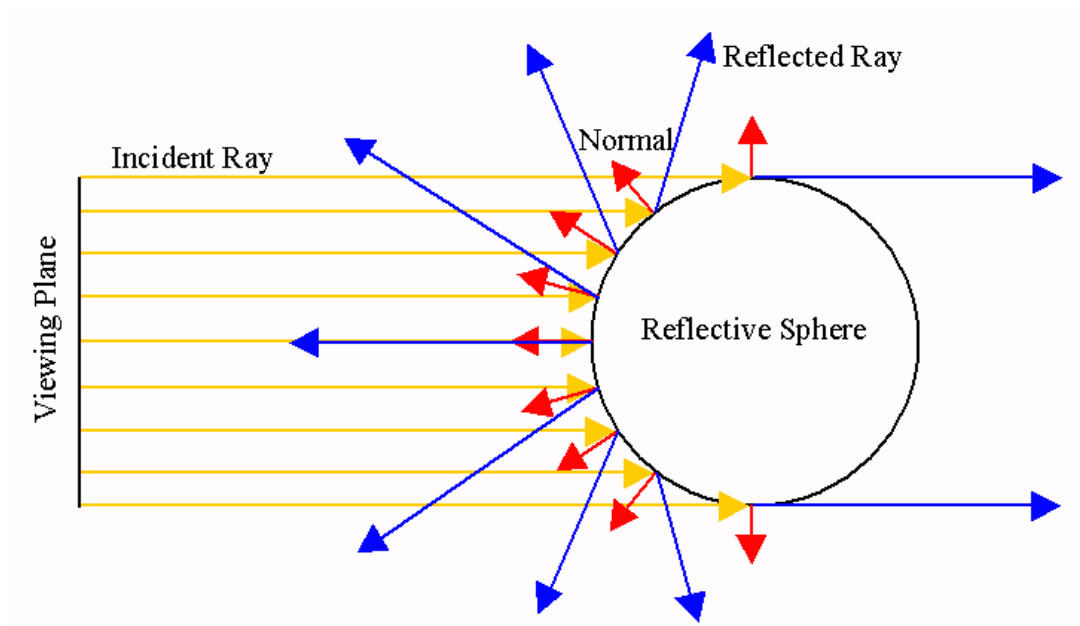 Reflected Ray
Normal
Incident Ray
Viewing Plane
Reflective Sphere